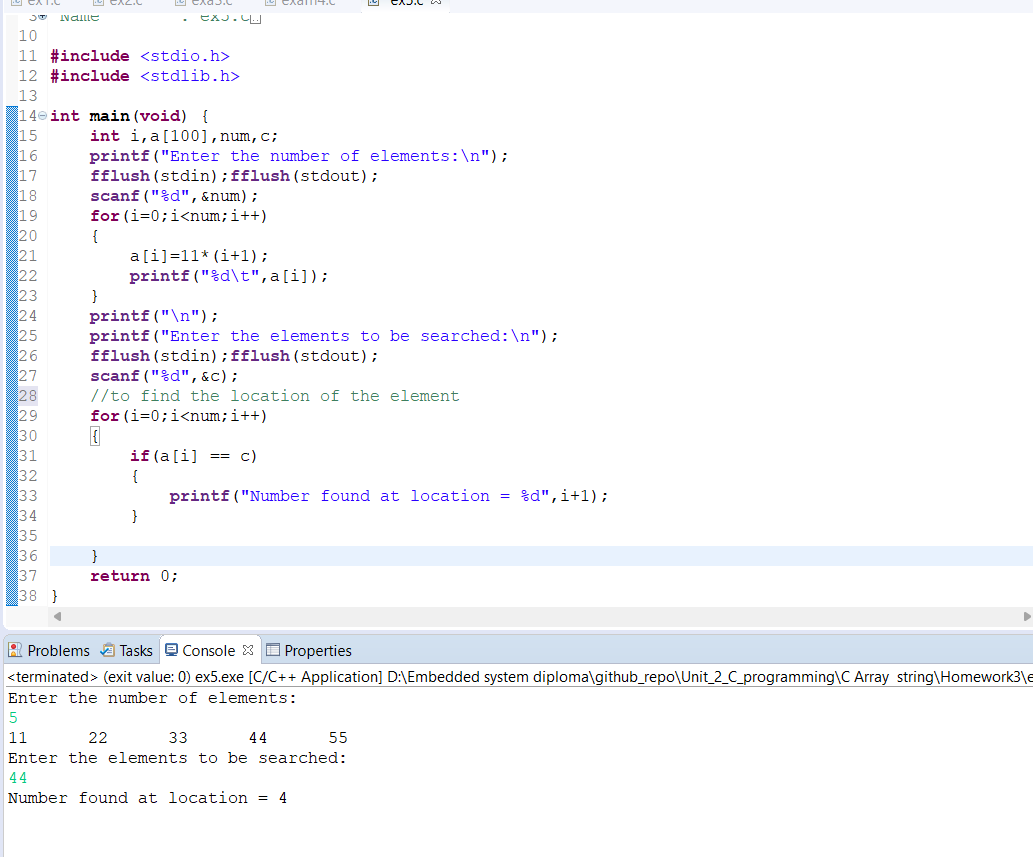 ex1.c ex2.c exa3.c exam4.c ex5.c
3 Name : ex5.c
10
11 #include <stdio.h>
12 #include <stdlib.h>
13
14 int main(void) {
15 int i,a[100],num,c;
16 printf("Enter the number of elements:\n");
17 fflush(stdin);fflush(stdout);
18 scanf("%d",&num);
19 for(i=0;i<num;i++)
20 {
21 a[i]=11*(i+1);
22 printf("%d\t",a[i]);
23 }
24 printf("\n");
25 printf("Enter the elements to be searched:\n");
26 fflush(stdin);fflush(stdout);
27 scanf("%d",&c);
28 //to find the location of the element
29 for(i=0;i<num;i++)
30 {
31 if(a[i] == c)
32 {
33 printf("Number found at location = %d",i+1);
34 }
35
36 }
37 return 0;
38 }
Problems Tasks Console Properties
<terminated> (exit value: 0) ex5.exe [C/C++ Application] D:\Embedded system diploma\github_repo\Unit_2_C_programming\C Array string\Homework3\e
Enter the number of elements:
5
11 22 33 44 55
Enter the elements to be searched:
44
Number found at location = 4